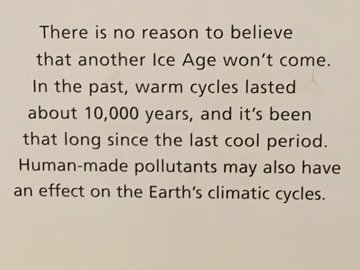 There is no reason to believe
that another Ice Age won't come.
In the past, warm cycles lasted
about 10,000 years, and it's been
that long since the last cool period.
Human-made pollutants may also have
an effect on the Earth's climatic cycles.